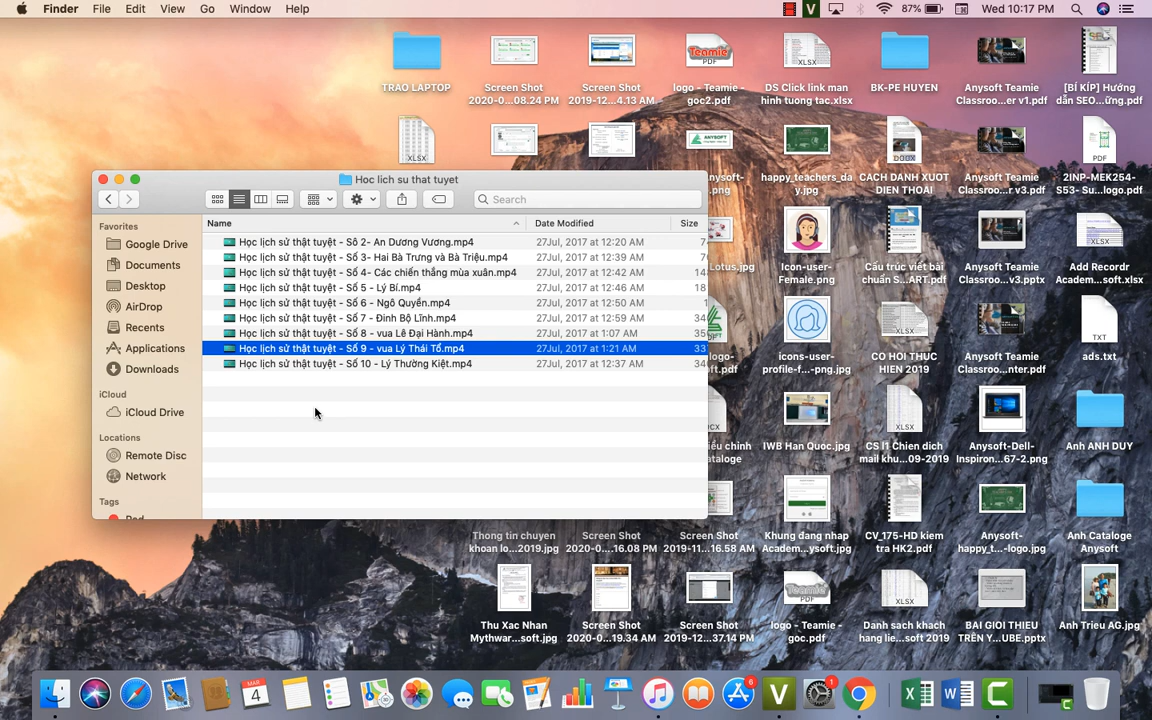 Finder File Edit View Go Window Help
V 87% Wed 10:17 PM
TRAO LAPTOP
Screen Shot
2020-0...08.24 PM
Screen Shot
2019-12...4.13 AM
logo - Teamie -
goc2.pdf
DS Click link man
hinh tuong tac.xlsx
BK-PE HUYEN
Anysoft Teamie
Classroo...er v1.pdf
[BÍ KÍP] Hướng
dẫn SEO...ứng.pdf
happy_teachers_da
y.jpg
CACH DANH XUOT
DIEN THOAI
Anysoft Teamie
Classroo...r v3.pdf
2INP-MEK254-
S53- Su...logo.pdf
Hoc lich su that tuyet
Search
Favorites
Google Drive
Documents
Desktop
AirDrop
Recents
Applications
Downloads
iCloud
iCloud Drive
Locations
Remote Disc
Network
Tags
Name Date Modified Size
Học lịch sử thật tuyệt - Số 2- An Dương Vương.mp4 27Jul, 2017 at 12:20 AM
Học lịch sử thật tuyệt - Số 3- Hai Bà Trưng và Bà Triệu.mp4 27Jul, 2017 at 12:39 AM
Học lịch sử thật tuyệt - Số 4- Các chiến thắng mùa xuân.mp4 27Jul, 2017 at 12:42 AM 14
Học lịch sử thật tuyệt - Số 5 - Lý Bí.mp4 27Jul, 2017 at 12:46 AM 18
Học lịch sử thật tuyệt - Số 6 - Ngô Quyền.mp4 27Jul, 2017 at 12:50 AM 1
Học lịch sử thật tuyệt - Số 7 - Đinh Bộ Lĩnh.mp4 27Jul, 2017 at 12:59 AM 34
Học lịch sử thật tuyệt - Số 8 - vua Lê Đại Hành.mp4 27Jul, 2017 at 1:07 AM 35
Học lịch sử thật tuyệt - Số 9 - vua Lý Thái Tổ.mp4 27Jul, 2017 at 1:21 AM 33
Học lịch sử thật tuyệt - Số 10 - Lý Thường Kiệt.mp4 27Jul, 2017 at 12:37 AM 34
Icon-user-
Female.png
Cấu trúc viết bài
chuẩn S...ART.pdf
Anysoft Teamie
Classroo...v3.pptx
Add Recordr
Academ...soft.xlsx
icons-user-
profile-f...-png.jpg
CO HOI THUC
HIEN 2019
Anysoft Teamie
Classroo...nter.pdf
ads.txt
IWB Han Quoc.jpg
CS l1 Chien dich
mail khu...09-2019
Anysoft-Dell-
Inspiron...67-2.png
Anh ANH DUY
Thong tin chuyen
khoan lo...2019.jpg
Screen Shot
2020-0...16.08 PM
Screen Shot
2019-11...16.58 AM
Khung dang nhap
Academ...ysoft.jpg
CV_175-HD kiem
tra HK2.pdf
Anysoft-
happy_t...-logo.jpg
Anh Cataloge
Anysoft
Thu Xac Nhan
Mythwar...soft.jpg
Screen Shot
2020-0...19.34 AM
Screen Shot
2019-12...37.14 PM
logo - Teamie -
goc.pdf
Danh sach khach
hang lie...soft 2019
BAI GIOI THIEU
TRÊN Y...UBE.pptx
Anh Trieu AG.jpg
MAR
4
6
V
1